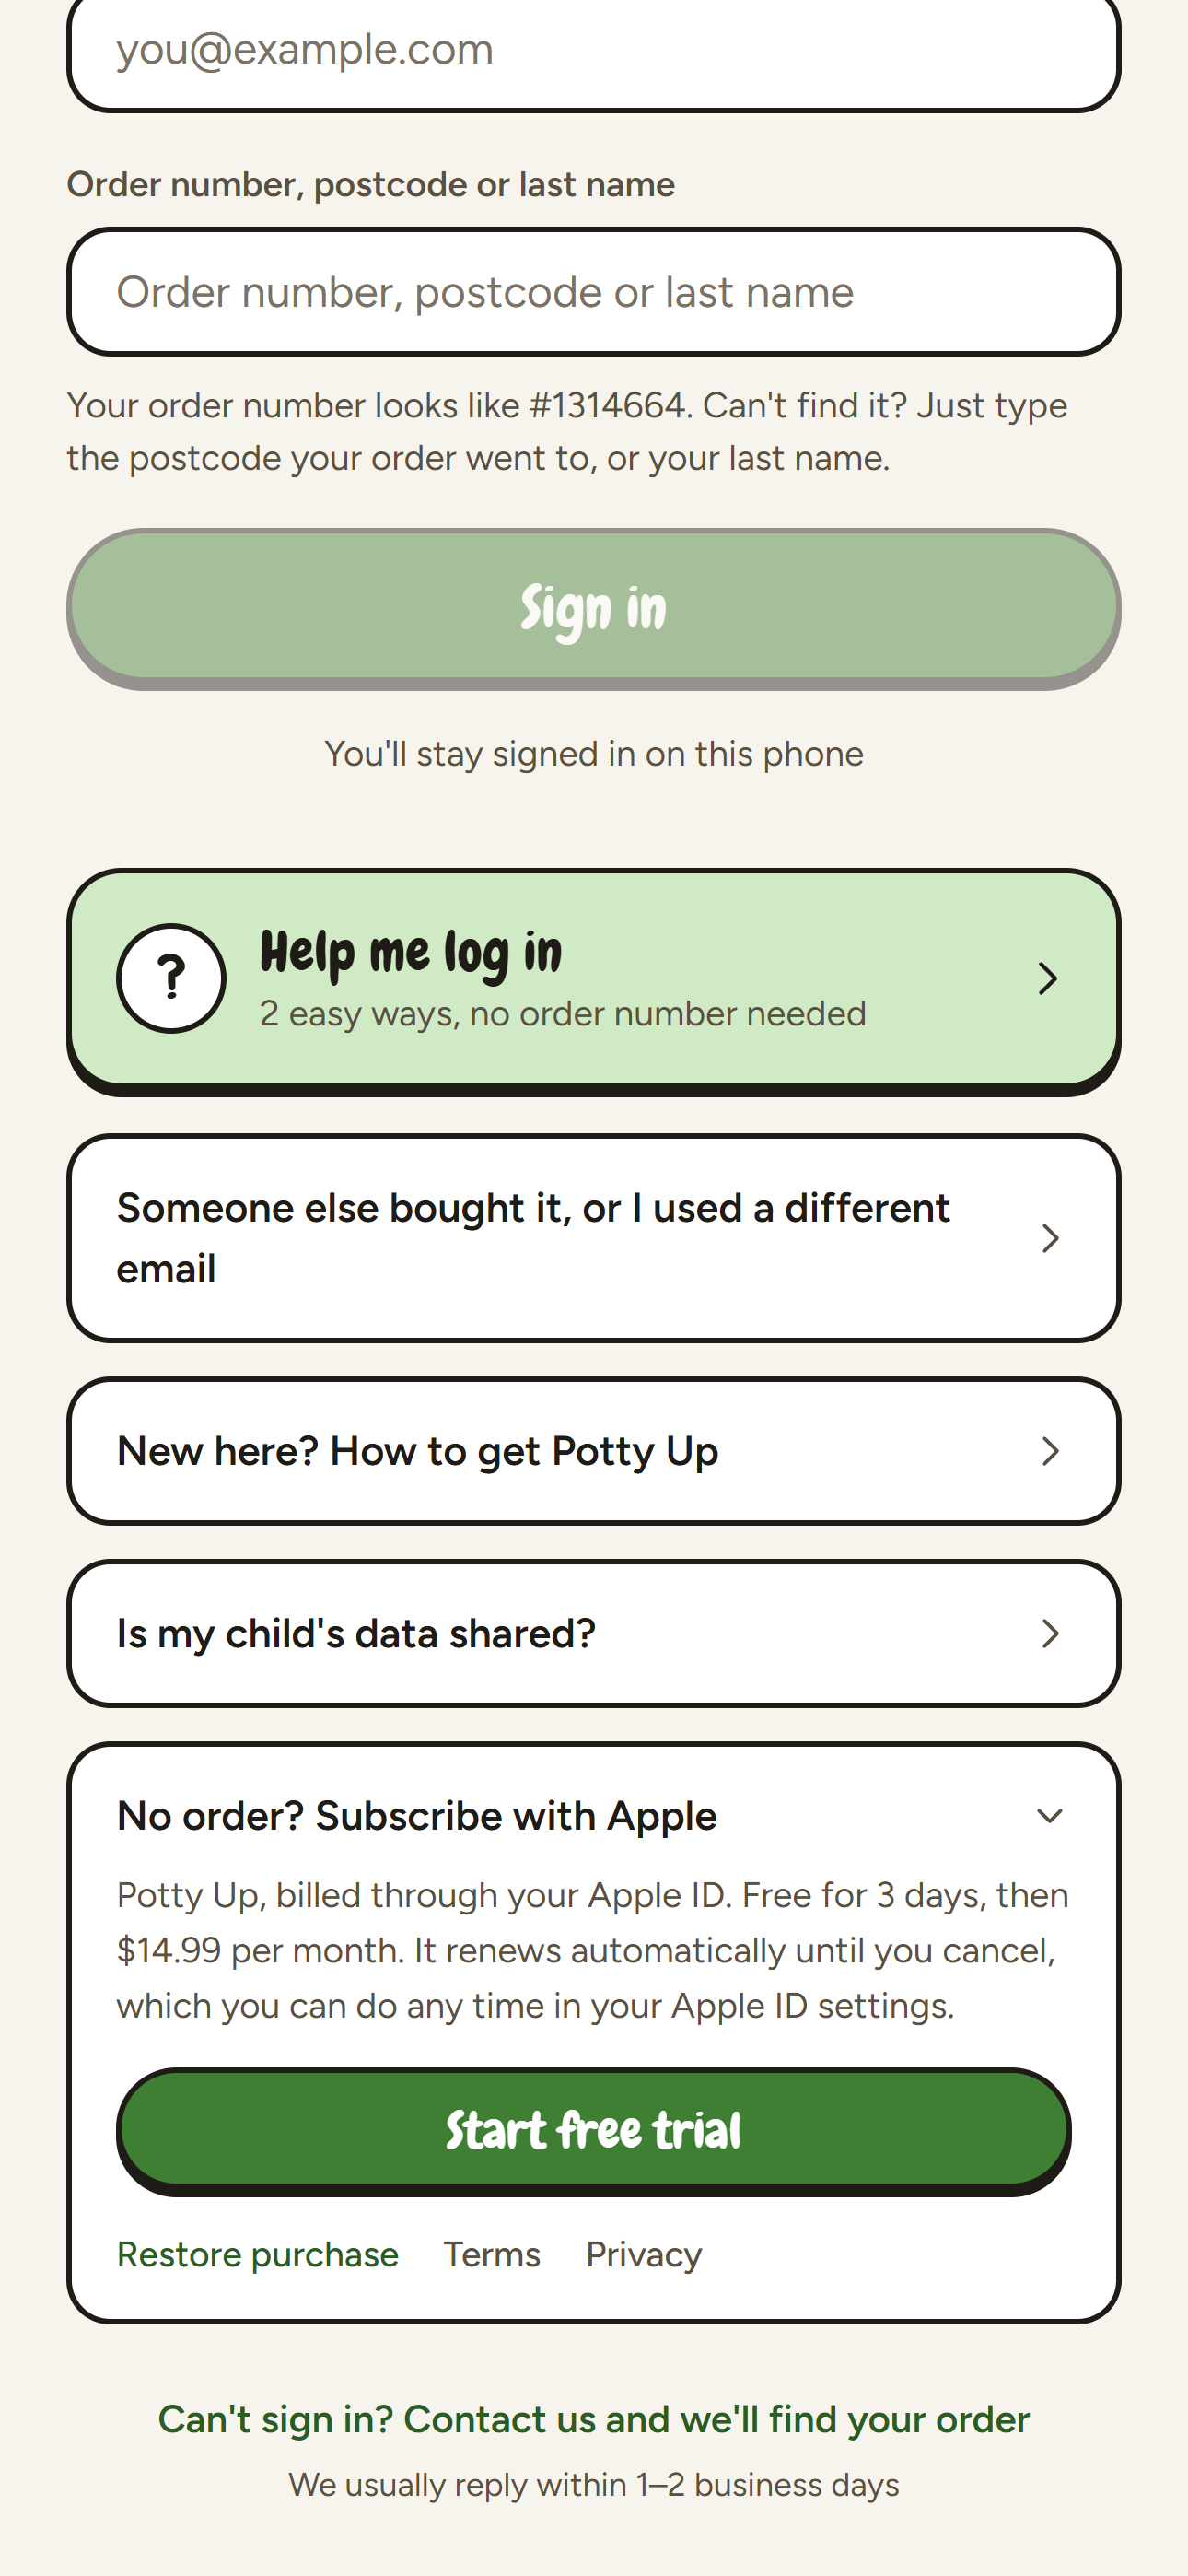 you@example.com
Order number, postcode or last name
Order number, postcode or last name
Your order number looks like #1314664. Can't find it? Just type
the postcode your order went to, or your last name.
Sign in
You'll stay signed in on this phone
?
Help me log in
2 easy ways, no order number needed
Someone else bought it, or I used a different
email
New here? How to get Potty Up
Is my child's data shared?
No order? Subscribe with Apple
Potty Up, billed through your Apple ID. Free for 3 days, then
$14.99 per month. It renews automatically until you cancel,
which you can do any time in your Apple ID settings.
Start free trial
Restore purchase Terms Privacy
Can't sign in? Contact us and we'll find your order
We usually reply within 1–2 business days